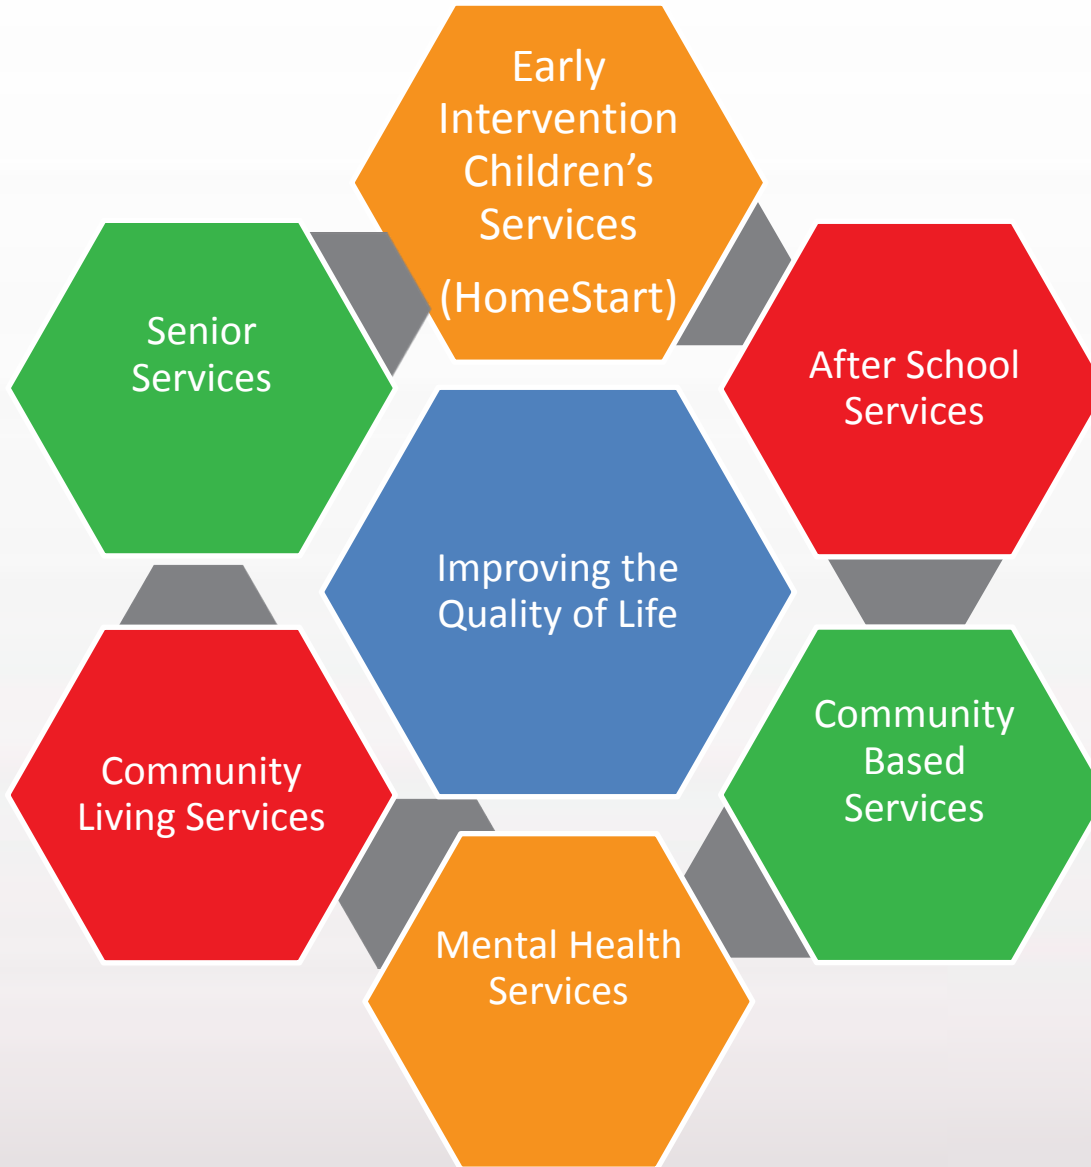 Early
Intervention
Children’s
Services
(HomeStart)
Senior
Services
After School
Services
Improving the
Quality of Life
Community
Based
Services
Community
Living Services
Mental Health
Services